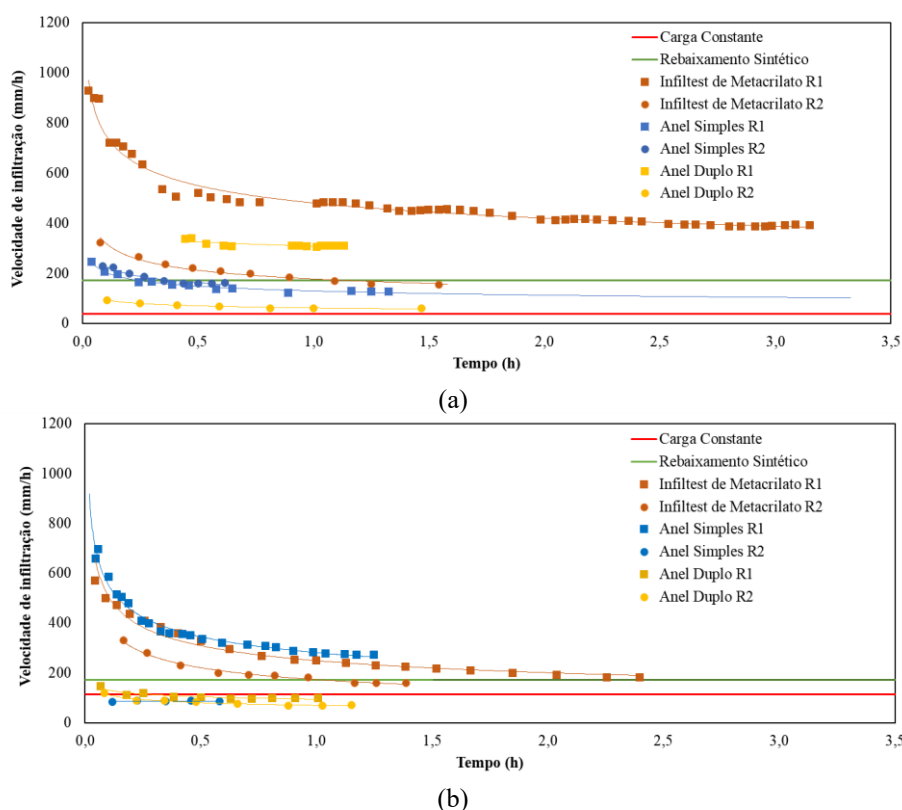 1200
1000
800
600
400
200
0
0,0 0,5 1,0 1,5 2,0 2,5 3,0 3,5
Velocidade de infiltração (mm/h)
Tempo (h)
Carga Constante
Rebaixamento Sintético
Infiltest de Metacrilato R1
Infiltest de Metacrilato R2
Anel Simples R1
Anel Simples R2
Anel Duplo R1
Anel Duplo R2
(a)
1200
1000
800
600
400
200
0
0,0 0,5 1,0 1,5 2,0 2,5 3,0 3,5
Velocidade de infiltração (mm/h)
Tempo (h)
Carga Constante
Rebaixamento Sintético
Infiltest de Metacrilato R1
Infiltest de Metacrilato R2
Anel Simples R1
Anel Simples R2
Anel Duplo R1
Anel Duplo R2
(b)